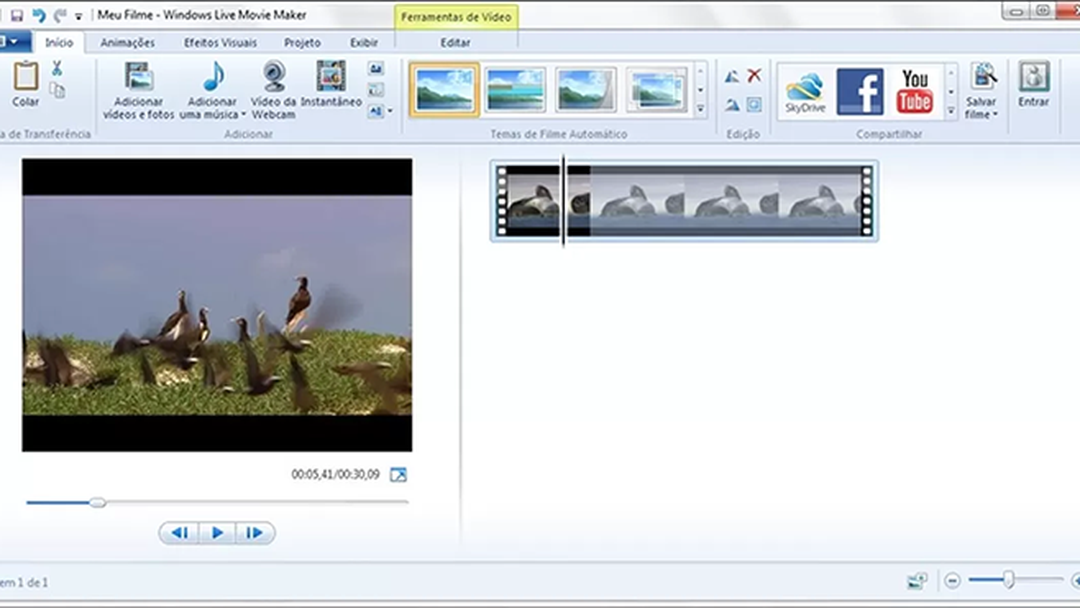 Meu Filme - Windows Live Movie Maker
Ferramentas de Vídeo
Início Animações Efeitos Visuais Projeto Exibir Editar
Colar
Adicionar vídeos e fotos
Adicionar uma música
Vídeo da Webcam
Instantâneo
SkyDrive
f
You Tube
Salvar filme
Entrar
a de Transferência
Adicionar
Temas de Filme Automático
Edição
Compartilhar
00:05,41/00:30,09
em 1 de 1